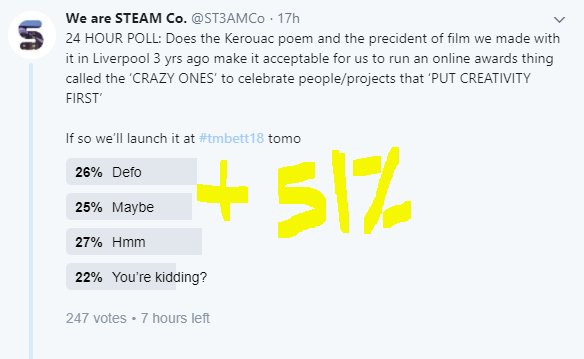 We are STEAM Co. @ST3AMCo · 17h
24 HOUR POLL: Does the Kerouac poem and the precident of film we made with
it in Liverpool 3 yrs ago make it acceptable for us to run an online awards thing
called the ‘CRAZY ONES’ to celebrate people/projects that ‘PUT CREATIVITY
FIRST’
If so we’ll launch it at #tmbett18 tomo
26% Defo
25% Maybe
+ 51%
27% Hmm
22% You’re kidding?
247 votes • 7 hours left